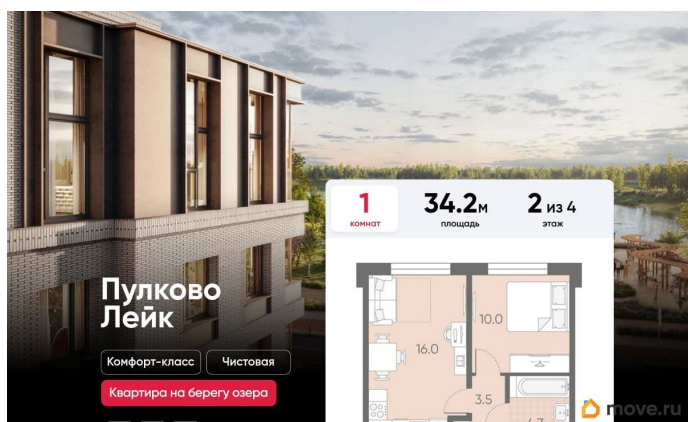 1
комнат
34.2м
площадь
2 из 4
этаж
Пулково
Лейк
Комфорт-класс
Чистовая
Квартира на берегу озера
16.0
10.0
3.5
move.ru